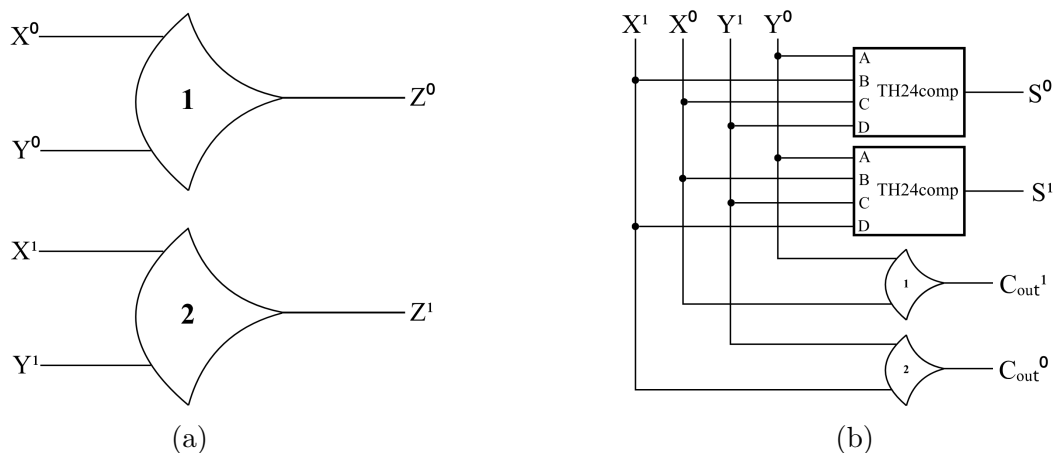 X⁰
1
Z⁰
Y⁰
X¹
2
Z¹
Y¹
(a)
X¹ X⁰ Y¹ Y⁰
A
B
C
D
TH24comp
S⁰
A
B
C
D
TH24comp
S¹
1
Cout¹
2
Cout⁰
(b)